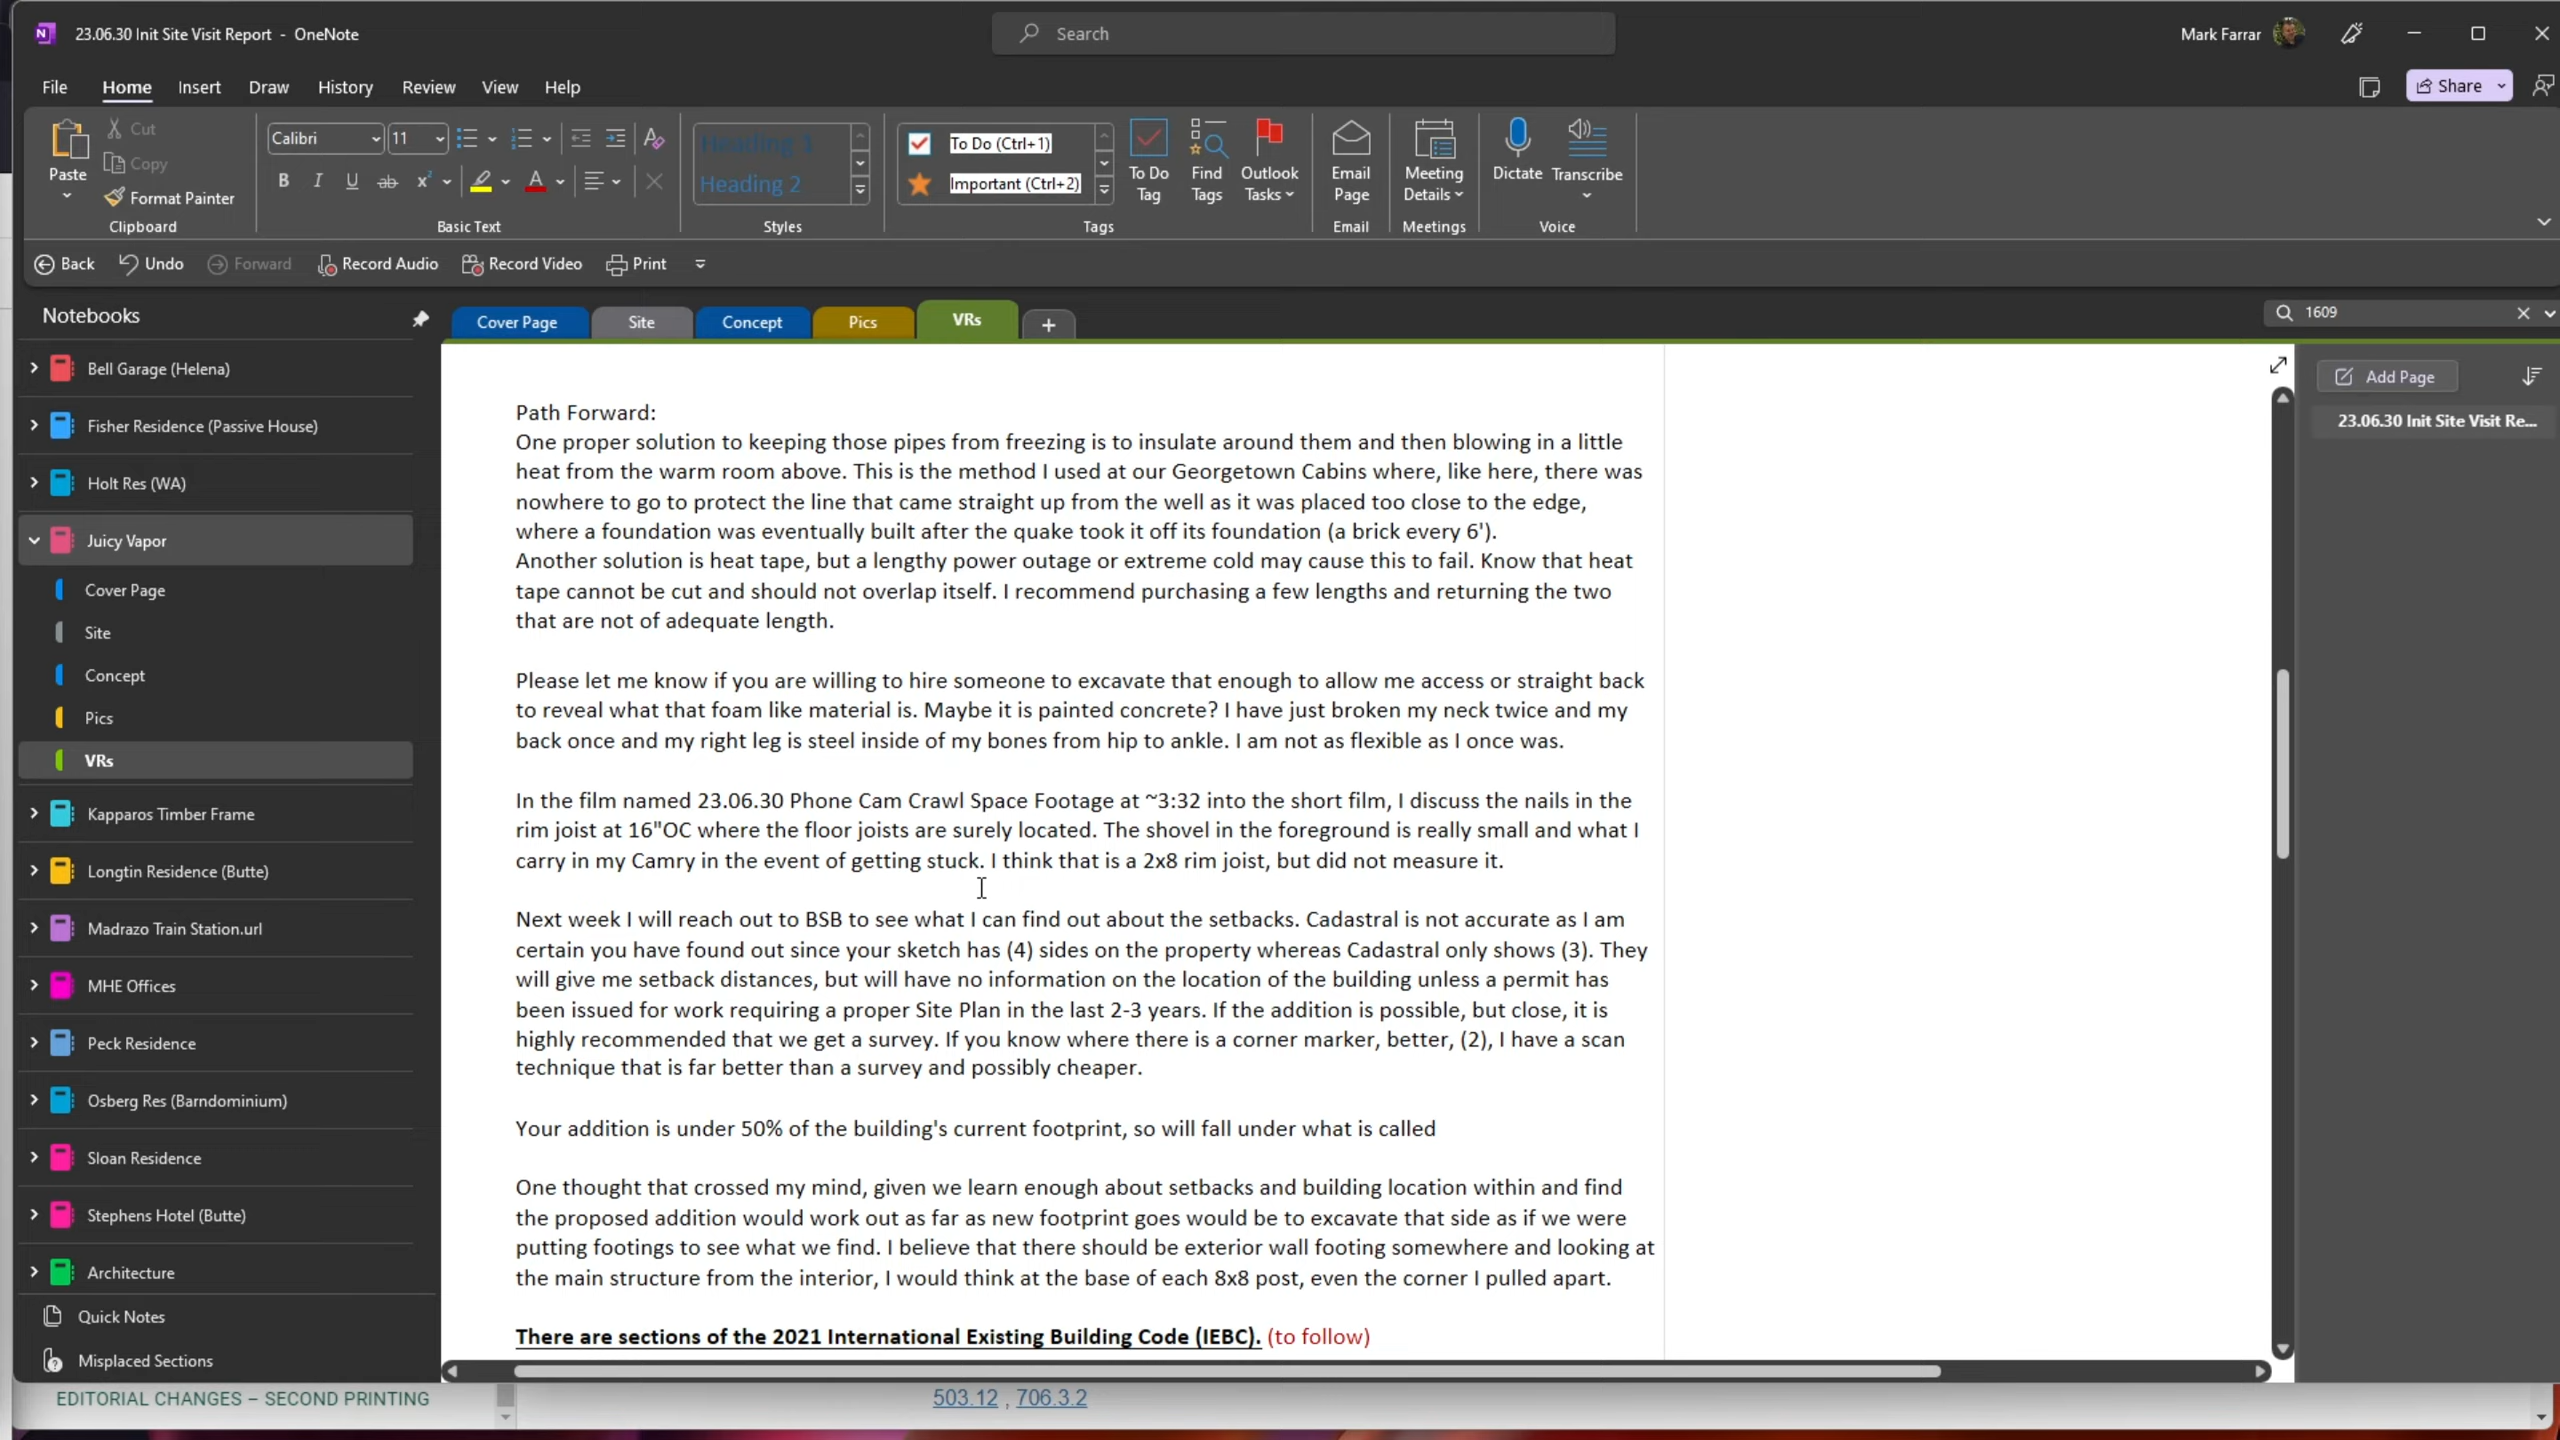 23.06.30 Init Site Visit Report - OneNote
Search
Mark Farrar
File Home Insert Draw History Review View Help
Share
Paste
Cut
Copy
Format Painter
Clipboard
Calibri 11
B I U ab x²
A
Basic Text
Heading 1
Heading 2
Styles
To Do (Ctrl+1)
Important (Ctrl+2)
To Do Tag
Find Tags
Outlook Tasks
Tags
Email Page
Email
Meeting Details
Meetings
Dictate
Transcribe
Voice
Back Undo Forward Record Audio Record Video Print
Notebooks
Cover Page Site Concept Pics VRs +
1609
Add Page
23.06.30 Init Site Visit Re...
Bell Garage (Helena)
Fisher Residence (Passive House)
Holt Res (WA)
Juicy Vapor
Cover Page
Site
Concept
Pics
VRs
Kapparos Timber Frame
Longtin Residence (Butte)
Madrazo Train Station.url
MHE Offices
Peck Residence
Osberg Res (Barndominium)
Sloan Residence
Stephens Hotel (Butte)
Architecture
Quick Notes
Misplaced Sections
Path Forward:
One proper solution to keeping those pipes from freezing is to insulate around them and then blowing in a little
heat from the warm room above. This is the method I used at our Georgetown Cabins where, like here, there was
nowhere to go to protect the line that came straight up from the well as it was placed too close to the edge,
where a foundation was eventually built after the quake took it off its foundation (a brick every 6').
Another solution is heat tape, but a lengthy power outage or extreme cold may cause this to fail. Know that heat
tape cannot be cut and should not overlap itself. I recommend purchasing a few lengths and returning the two
that are not of adequate length.
Please let me know if you are willing to hire someone to excavate that enough to allow me access or straight back
to reveal what that foam like material is. Maybe it is painted concrete? I have just broken my neck twice and my
back once and my right leg is steel inside of my bones from hip to ankle. I am not as flexible as I once was.
In the film named 23.06.30 Phone Cam Crawl Space Footage at ~3:32 into the short film, I discuss the nails in the
rim joist at 16"OC where the floor joists are surely located. The shovel in the foreground is really small and what I
carry in my Camry in the event of getting stuck. I think that is a 2x8 rim joist, but did not measure it.
Next week I will reach out to BSB to see what I can find out about the setbacks. Cadastral is not accurate as I am
certain you have found out since your sketch has (4) sides on the property whereas Cadastral only shows (3). They
will give me setback distances, but will have no information on the location of the building unless a permit has
been issued for work requiring a proper Site Plan in the last 2-3 years. If the addition is possible, but close, it is
highly recommended that we get a survey. If you know where there is a corner marker, better, (2), I have a scan
technique that is far better than a survey and possibly cheaper.
Your addition is under 50% of the building's current footprint, so will fall under what is called
One thought that crossed my mind, given we learn enough about setbacks and building location within and find
the proposed addition would work out as far as new footprint goes would be to excavate that side as if we were
putting footings to see what we find. I believe that there should be exterior wall footing somewhere and looking at
the main structure from the interior, I would think at the base of each 8x8 post, even the corner I pulled apart.
There are sections of the 2021 International Existing Building Code (IEBC). (to follow)
EDITORIAL CHANGES – SECOND PRINTING
503.12 , 706.3.2